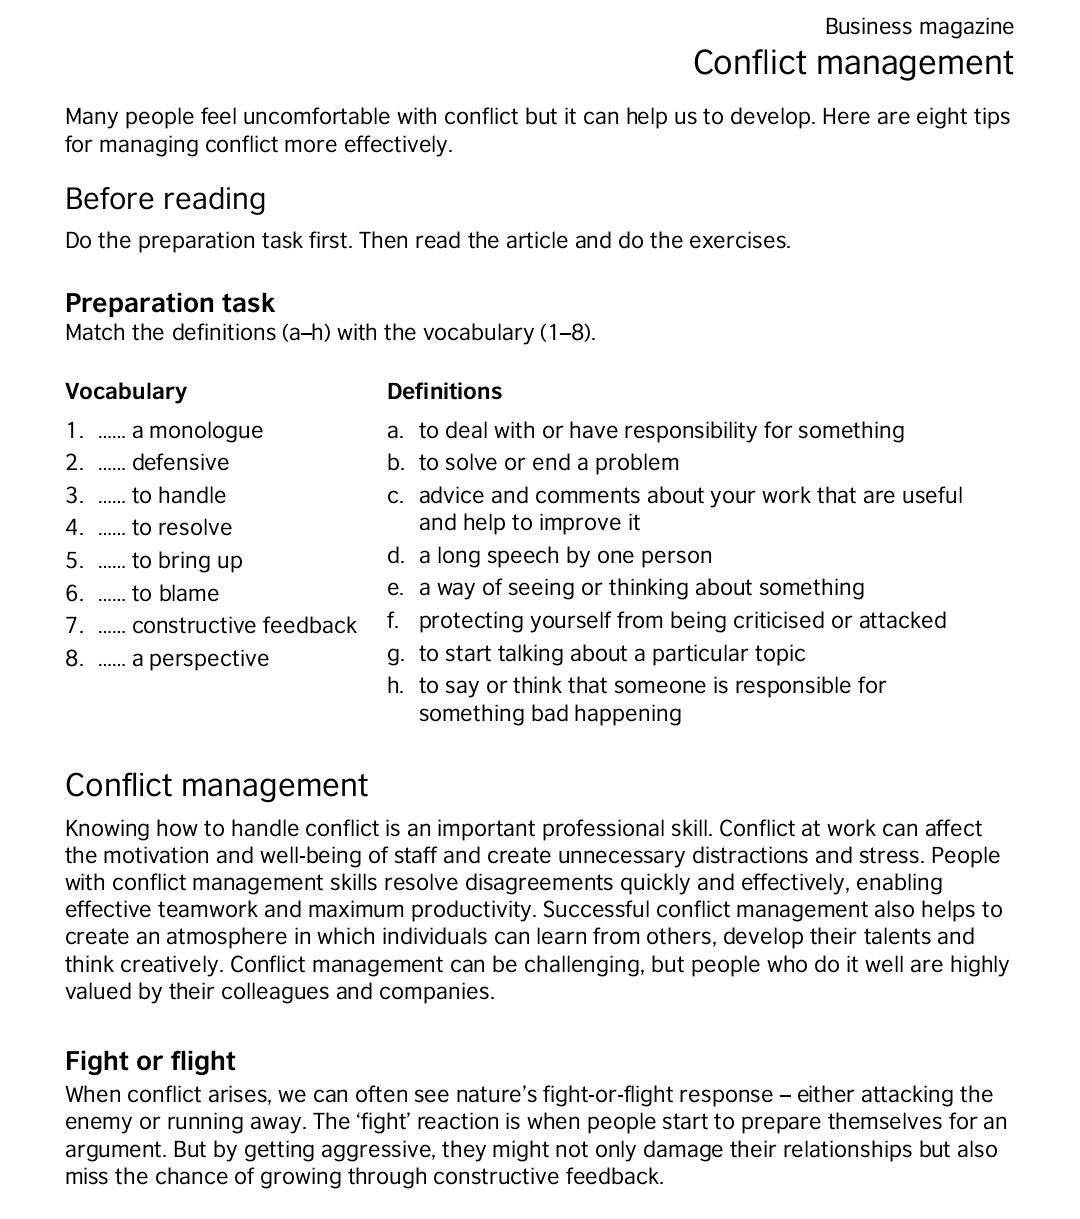 Business magazine
Conflict management
Many people feel uncomfortable with conflict but it can help us to develop. Here are eight tips
for managing conflict more effectively.
Before reading
Do the preparation task first. Then read the article and do the exercises.
Preparation task
Match the definitions (a–h) with the vocabulary (1–8).
Vocabulary
1. ...... a monologue
2. ...... defensive
3. ...... to handle
4. ...... to resolve
5. ...... to bring up
6. ...... to blame
7. ...... constructive feedback
8. ...... a perspective
Definitions
a. to deal with or have responsibility for something
b. to solve or end a problem
c. advice and comments about your work that are useful
and help to improve it
d. a long speech by one person
e. a way of seeing or thinking about something
f. protecting yourself from being criticised or attacked
g. to start talking about a particular topic
h. to say or think that someone is responsible for
something bad happening
Conflict management
Knowing how to handle conflict is an important professional skill. Conflict at work can affect
the motivation and well-being of staff and create unnecessary distractions and stress. People
with conflict management skills resolve disagreements quickly and effectively, enabling
effective teamwork and maximum productivity. Successful conflict management also helps to
create an atmosphere in which individuals can learn from others, develop their talents and
think creatively. Conflict management can be challenging, but people who do it well are highly
valued by their colleagues and companies.
Fight or flight
When conflict arises, we can often see nature's fight-or-flight response – either attacking the
enemy or running away. The ‘fight’ reaction is when people start to prepare themselves for an
argument. But by getting aggressive, they might not only damage their relationships but also
miss the chance of growing through constructive feedback.